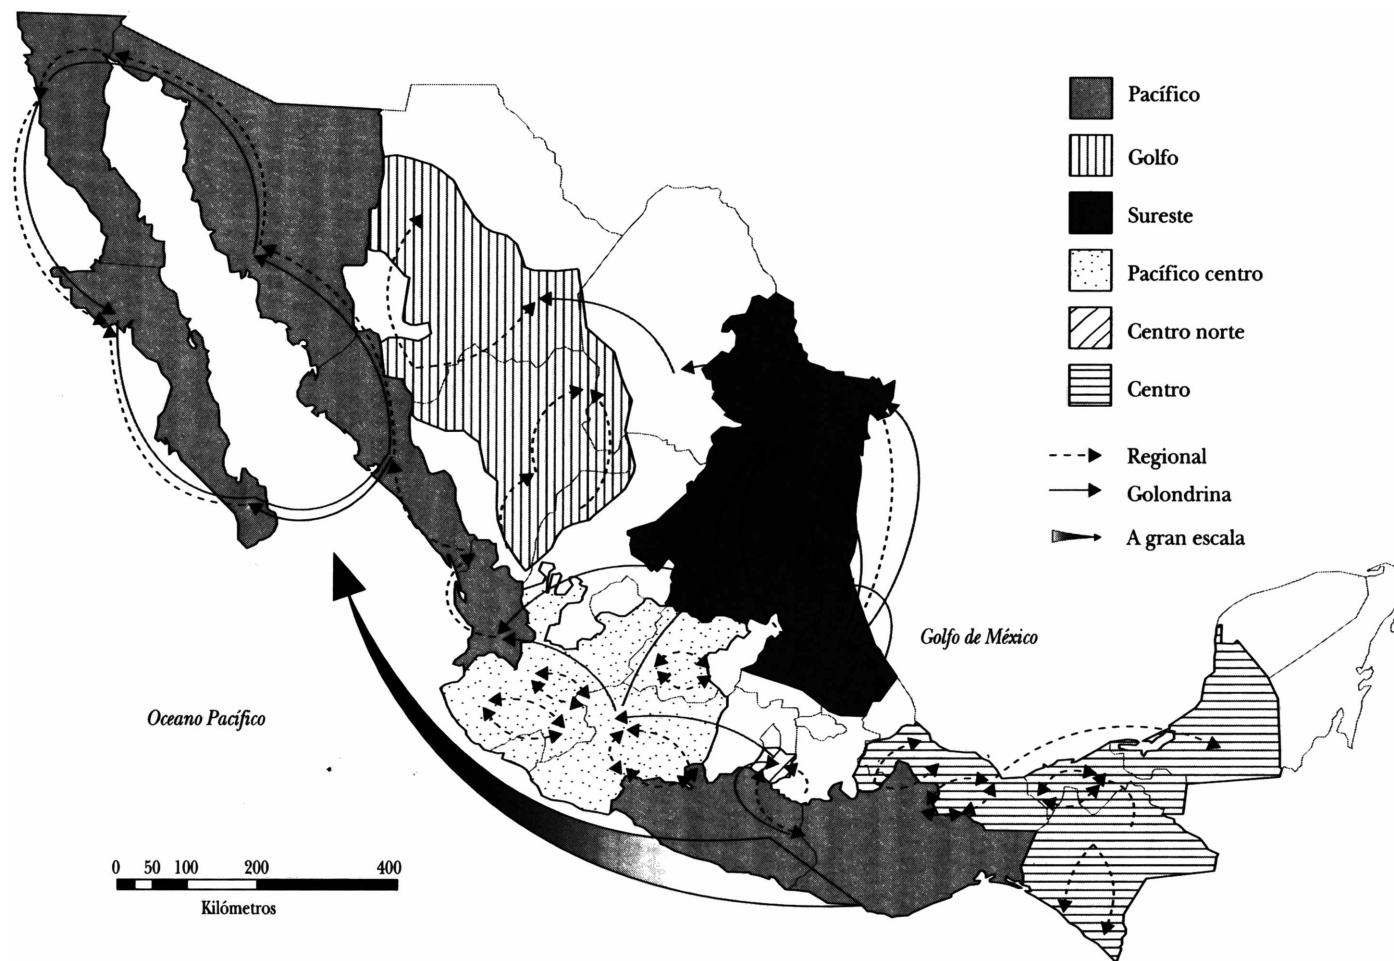 Pacífico
Golfo
Sureste
Pacífico centro
Centro norte
Centro
Regional
Golondrina
A gran escala
Golfo de México
Oceano Pacífico
0 50 100 200 400
Kilómetros